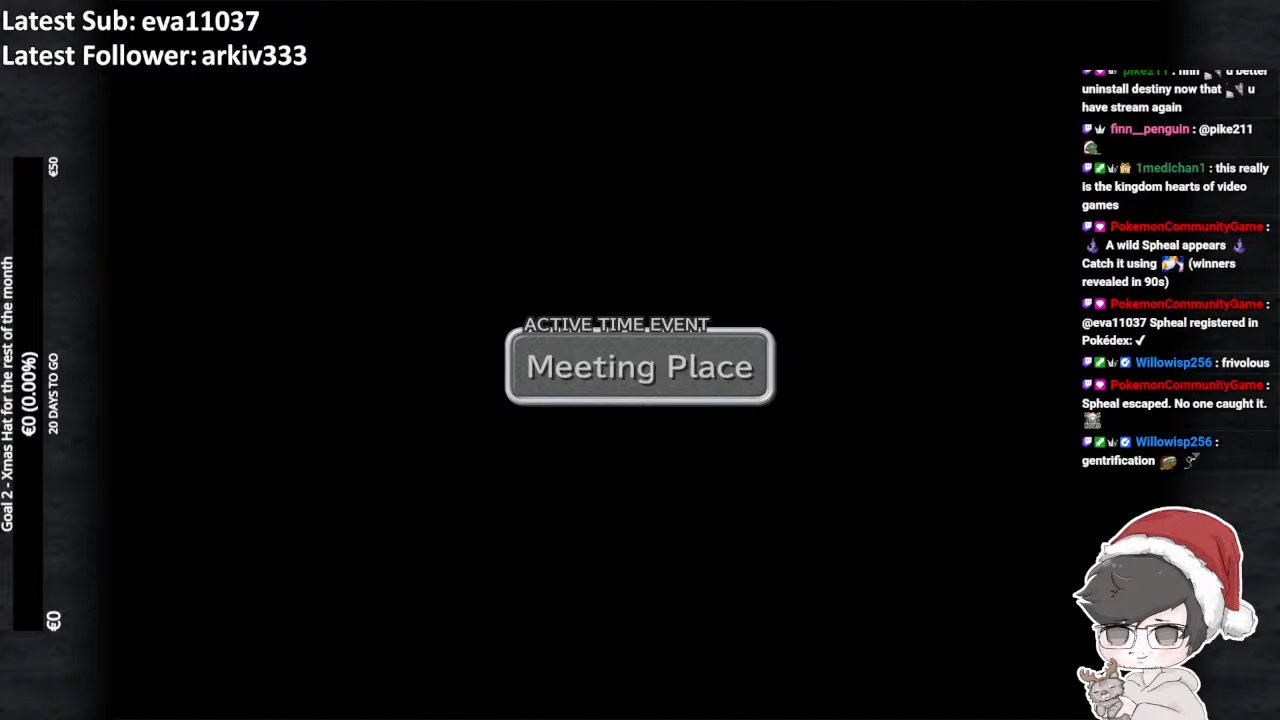 Latest Sub: eva11037
Latest Follower: arkiv333
Goal 2 - Xmas Hat for the rest of the month
€0 (0.00%)
20 DAYS TO GO
€50
€0
ACTIVE TIME EVENT
Meeting Place
pike211 : finn u better
uninstall destiny now that u
have stream again
finn__penguin : @pike211
1medichan1 : this really
is the kingdom hearts of video
games
PokemonCommunityGame :
A wild Spheal appears
Catch it using (winners
revealed in 90s)
PokemonCommunityGame :
@eva11037 Spheal registered in
Pokédex: ✓
Willowisp256 : frivolous
PokemonCommunityGame :
Spheal escaped. No one caught it.
Willowisp256 :
gentrification